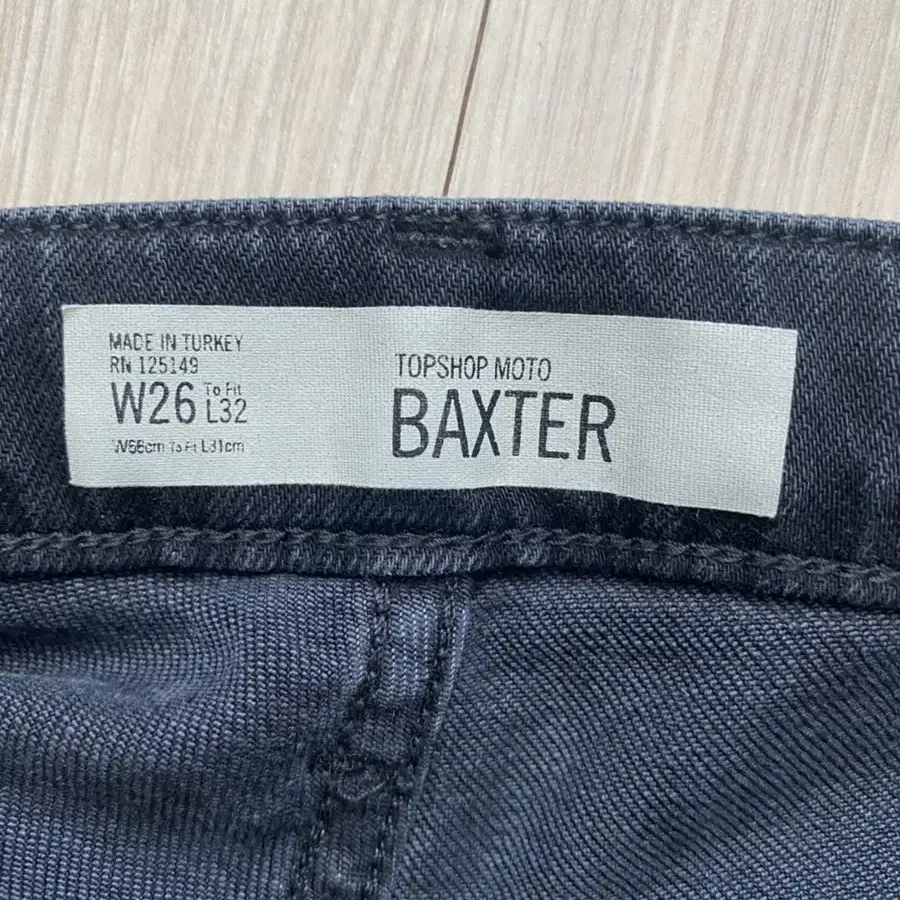 MADE IN TURKEY
RN 125149
W26 To Fit L32
W66cm To Fit L81cm
TOPSHOP MOTO
BAXTER